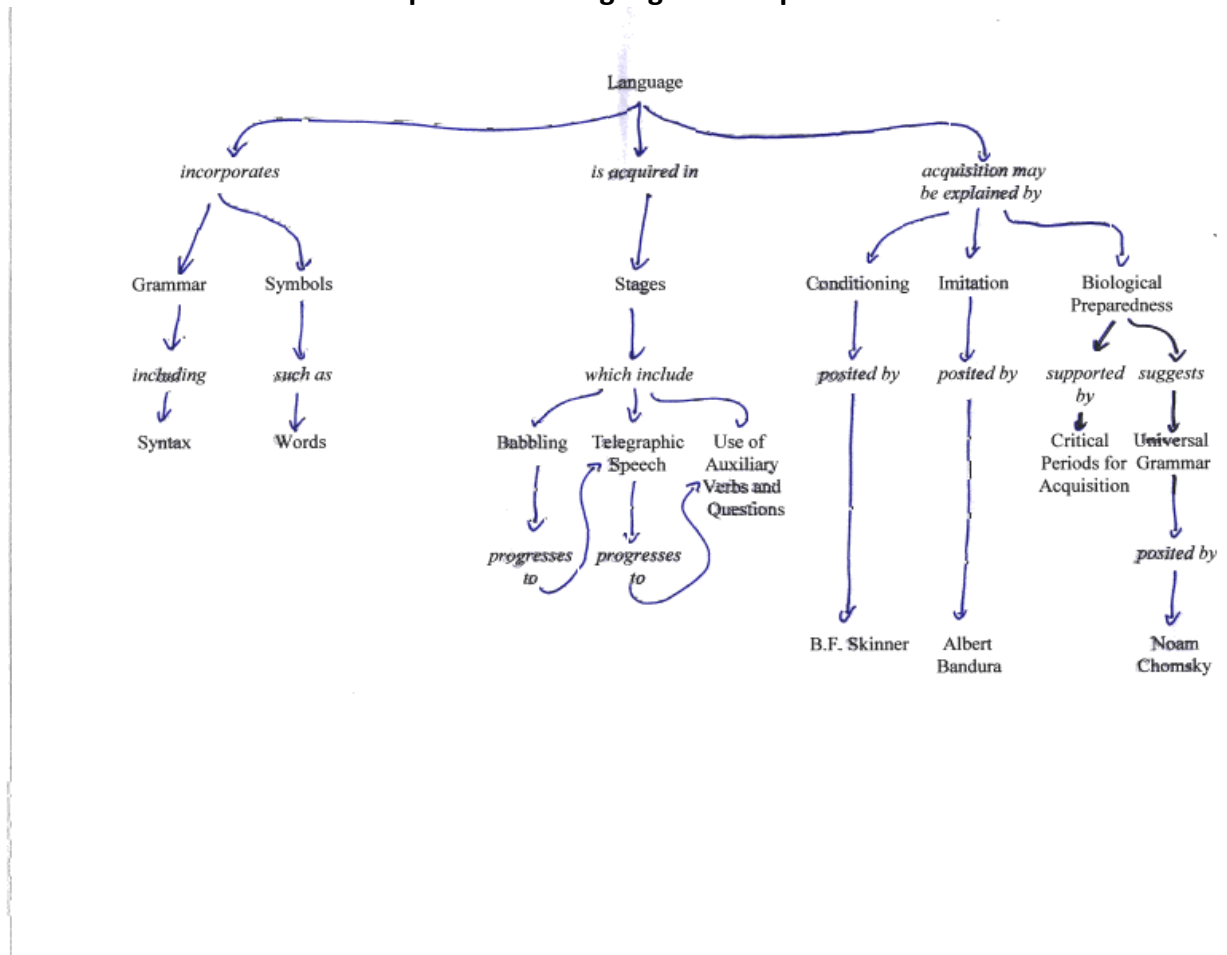 Language
incorporates
is acquired in
acquisition may
be explained by
Grammar
Symbols
Stages
Conditioning
Imitation
Biological
Preparedness
including
such as
which include
posited by
posited by
supported
by
suggests
Syntax
Words
Babbling
Telegraphic
Speech
Use of
Auxiliary
Verbs and
Questions
Critical
Periods for
Acquisition
Universal
Grammar
progresses
to
progresses
to
posited by
B.F. Skinner
Albert
Bandura
Noam
Chomsky